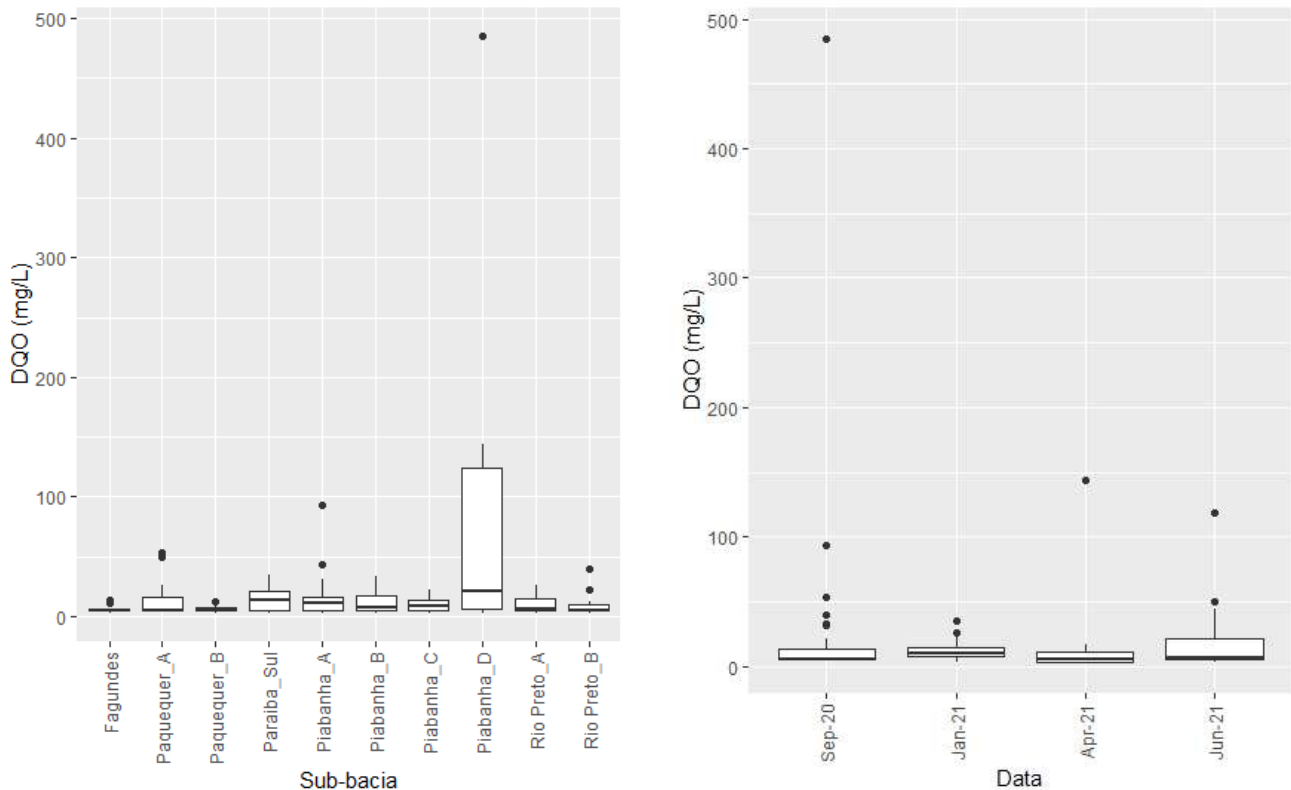 500
400
300
200
100
0
DQO (mg/L)
Fagundes
Paquequer_A
Paquequer_B
Paraiba_Sul
Piabanha_A
Piabanha_B
Piabanha_C
Piabanha_D
Rio Preto_A
Rio Preto_B
Sub-bacia
500
400
300
200
100
0
DQO (mg/L)
Sep-20
Jan-21
Apr-21
Jun-21
Data